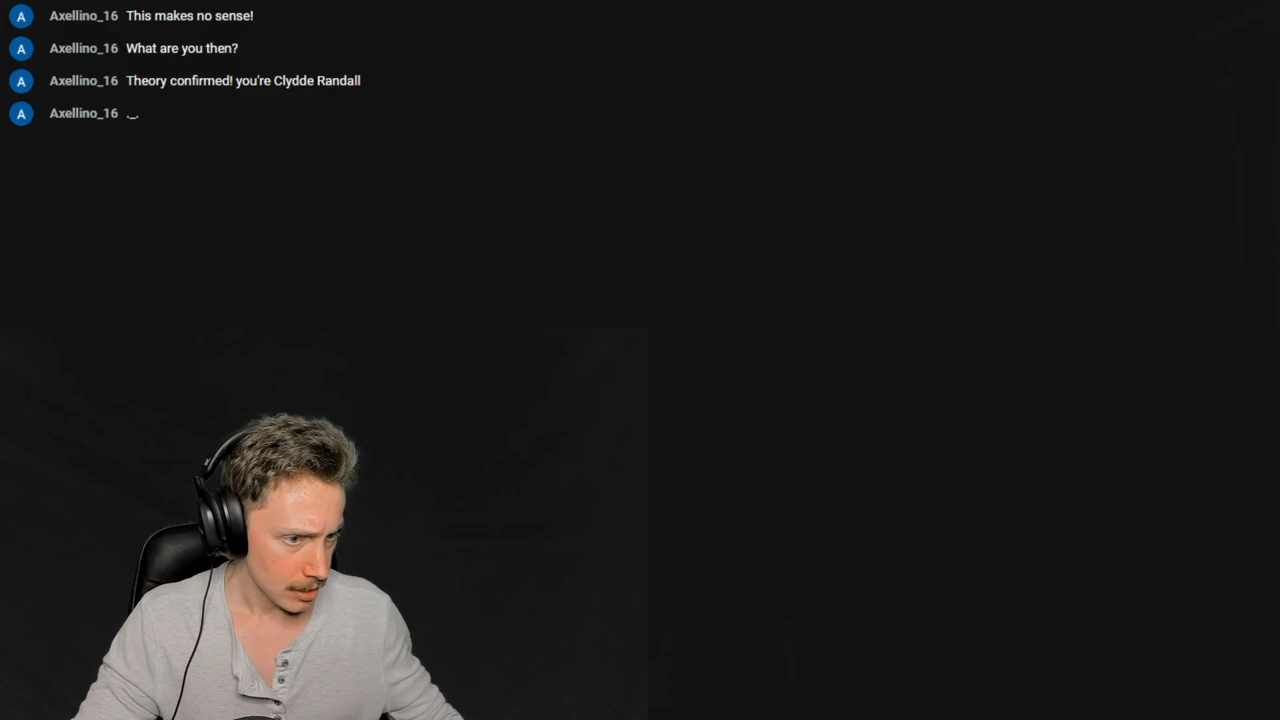 A Axellino_16 This makes no sense!
A Axellino_16 What are you then?
A Axellino_16 Theory confirmed! you're Clydde Randall
A Axellino_16 ._.